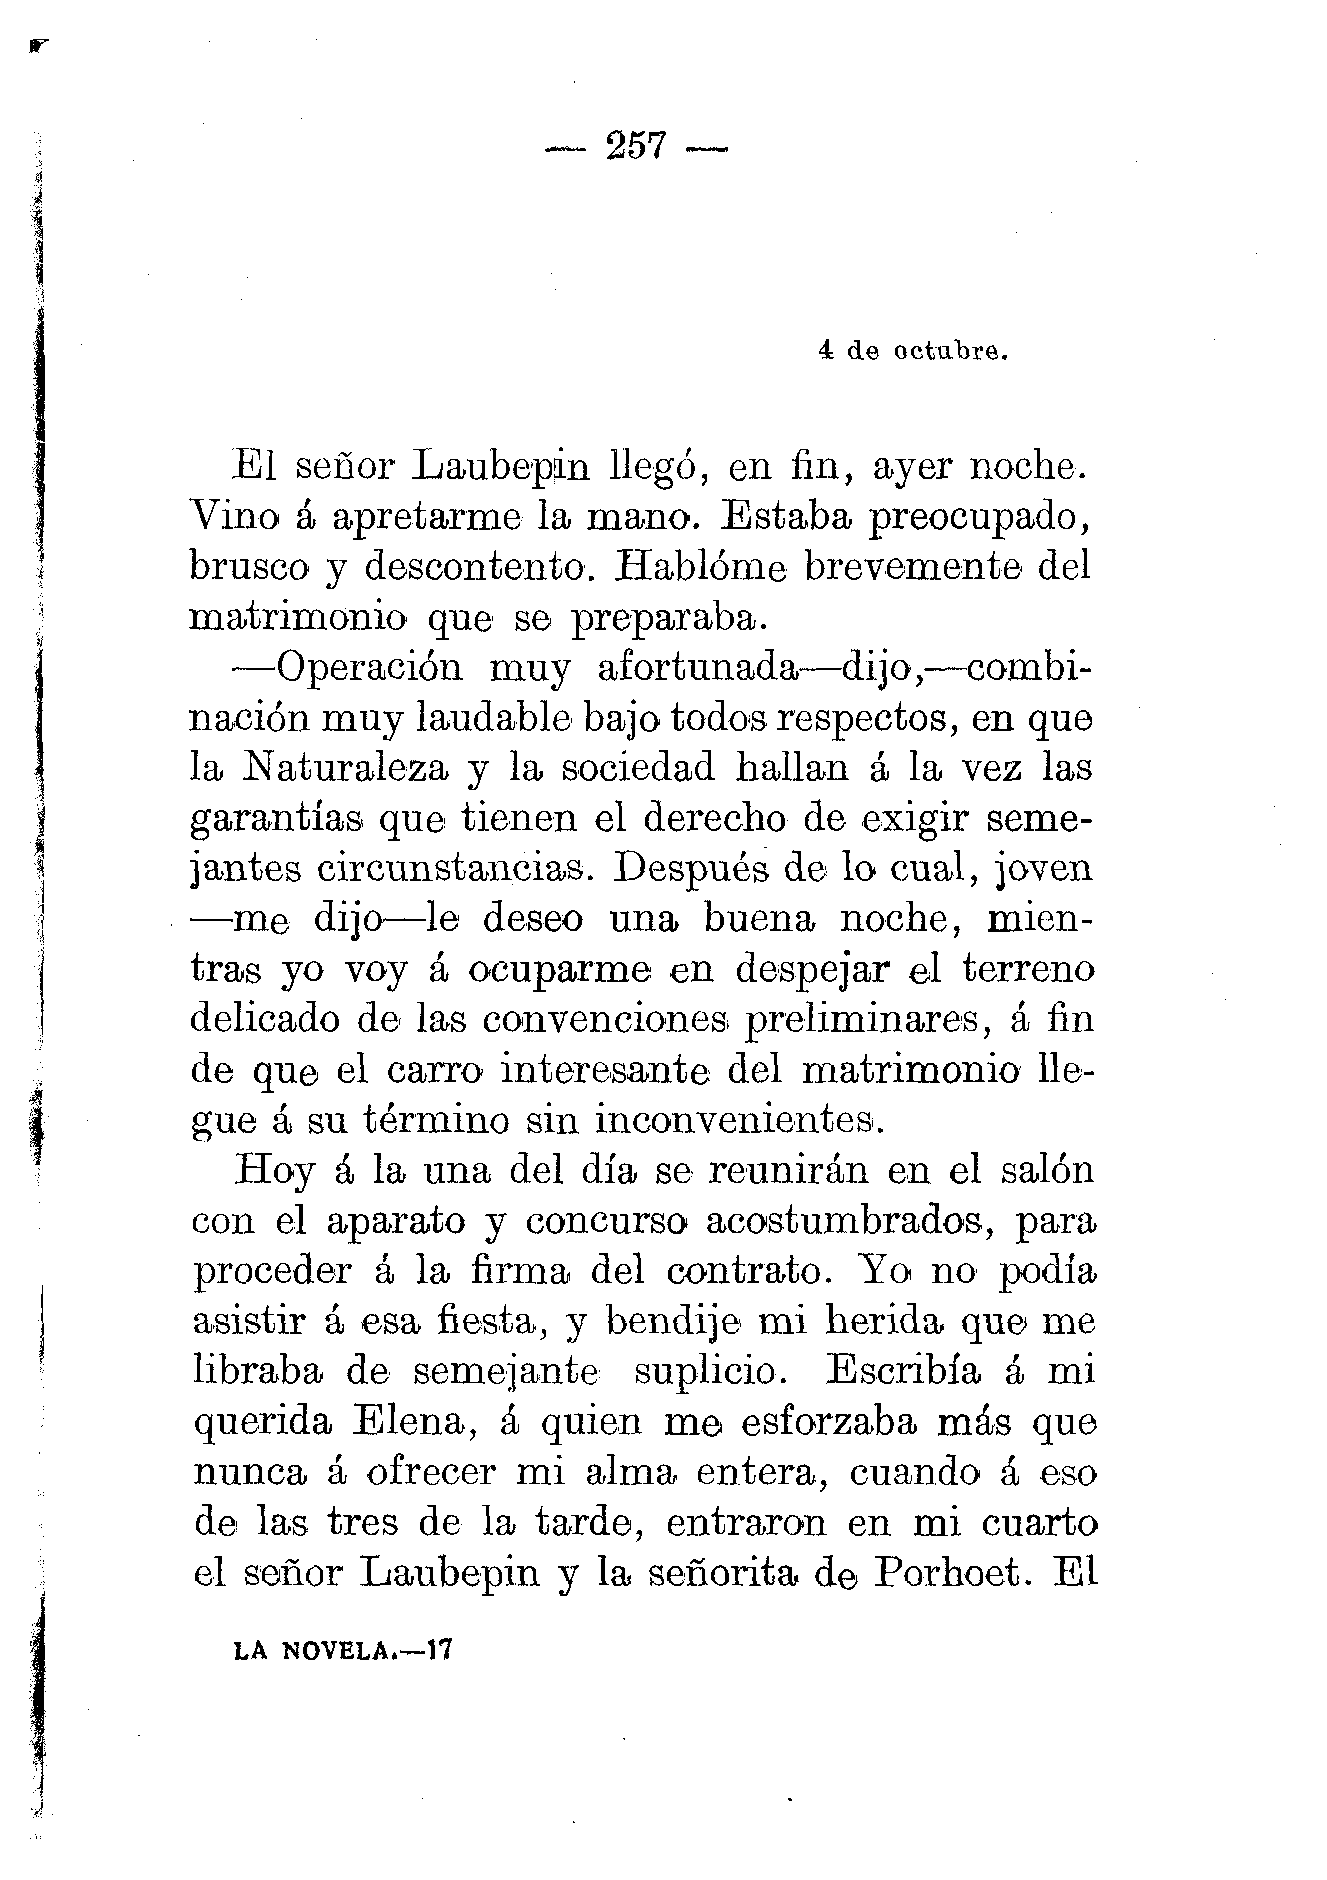 — 257 —
4 de octubre.
El señor Laubepin llegó, en fin, ayer noche.
Vino á apretarme la mano. Estaba preocupado,
brusco y descontento. Hablóme brevemente del
matrimonio que se preparaba.
—Operación muy afortunada—dijo,—combi-
nación muy laudable bajo todos respectos, en que
la Naturaleza y la sociedad hallan á la vez las
garantías que tienen el derecho de exigir seme-
jantes circunstancias. Después de lo cual, joven
—me dijo—le deseo una buena noche, mien-
tras yo voy á ocuparme en despejar el terreno
delicado de las convenciones preliminares, á fin
de que el carro interesante del matrimonio lle-
gue á su término sin inconvenientes.
Hoy á la una del día se reunirán en el salón
con el aparato y concurso acostumbrados, para
proceder á la firma del contrato. Yo no podía
asistir á esa fiesta, y bendije mi herida que me
libraba de semejante suplicio. Escribía á mi
querida Elena, á quien me esforzaba más que
nunca á ofrecer mi alma entera, cuando á eso
de las tres de la tarde, entraron en mi cuarto
el señor Laubepin y la señorita de Porhoet. El
LA NOVELA.—17